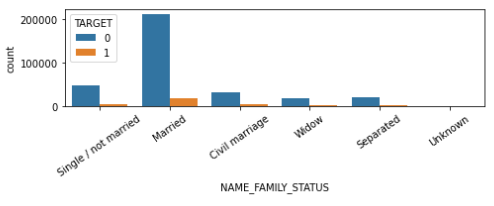 TARGET
0
1
200000
100000
0
count
Single / not married
Married
Civil marriage
Widow
Separated
Unknown
NAME_FAMILY_STATUS